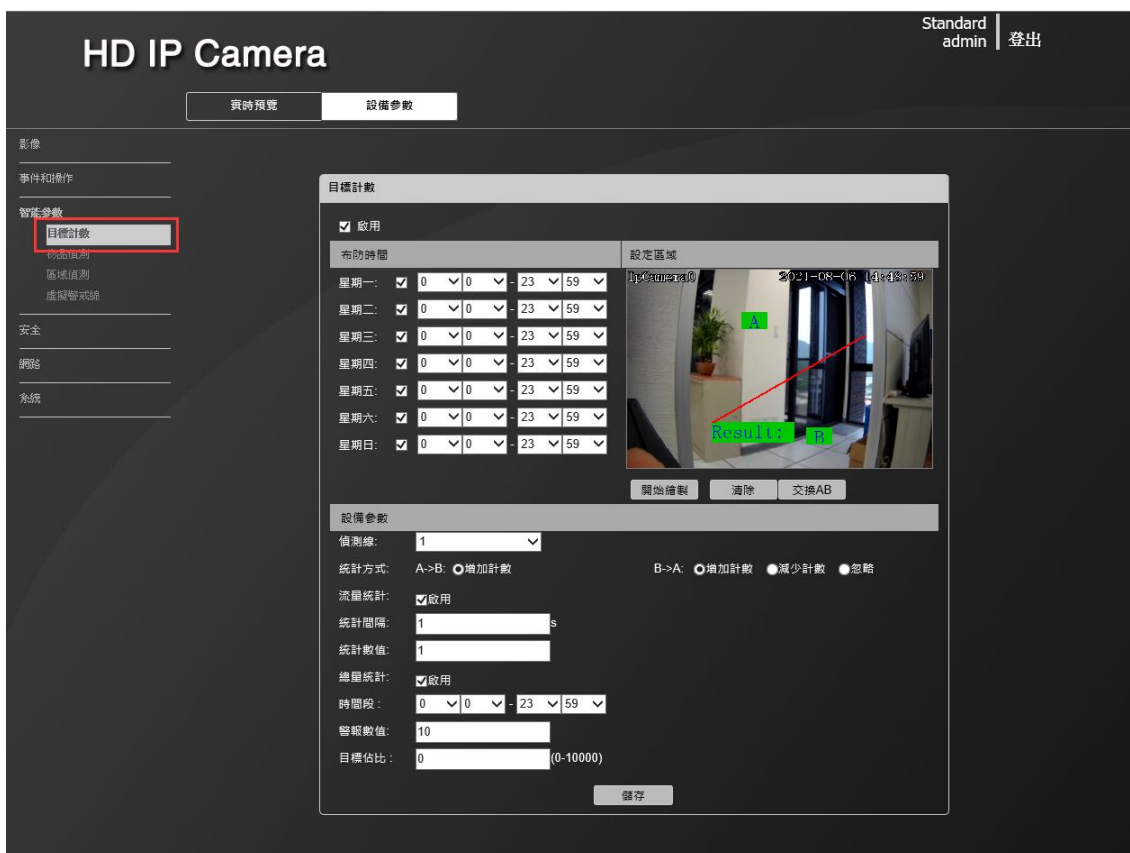 Standard
admin
登出
HD IP Camera
實時預覽
設備參數
影像
事件和操作
智能參數
目標計數
物品偵測
區域偵測
虛擬警戒線
安全
網路
系統
目標計數
啟用
布防時間
設定區域
星期一: 0 0 - 23 59
星期二: 0 0 - 23 59
星期三: 0 0 - 23 59
星期四: 0 0 - 23 59
星期五: 0 0 - 23 59
星期六: 0 0 - 23 59
星期日: 0 0 - 23 59
IpCamera0 2021-08-06 14:48:59
A
Result: B
開始繪製 清除 交換AB
設備參數
偵測線: 1
統計方式: A->B: 增加計數 B->A: 增加計數 減少計數 忽略
流量統計: 啟用
統計間隔: 1 s
統計數值: 1
總量統計: 啟用
時間段 : 0 0 - 23 59
警報數值: 10
目標佔比 : 0 (0-10000)
儲存